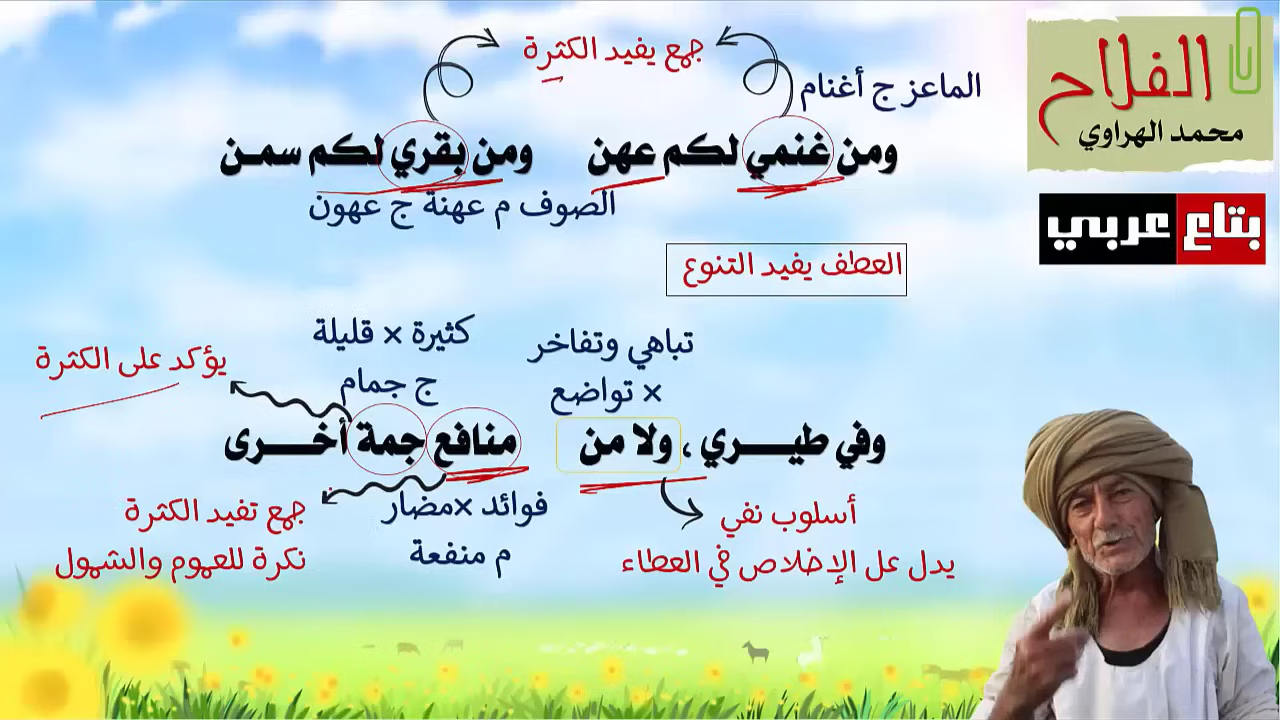 الفلاح
محمد الهراوي
بتاع عربي
جمع يفيد الكثرة
الماعز ج أغنام
ومن غنمي لكم عهن ومن بقري لكم سمن
الصوف م عهنة ج عهون
العطف يفيد التنوع
تباهي وتفاخر
× تواضع
كثيرة × قليلة
ج جمام
يؤكد على الكثرة
وفي طيري ، ولا من منافع جمة أخرى
أسلوب نفي
يدل عل الإخلاص في العطاء
فوائد ×مضار
م منفعة
جمع تفيد الكثرة
نكرة للعموم والشمول